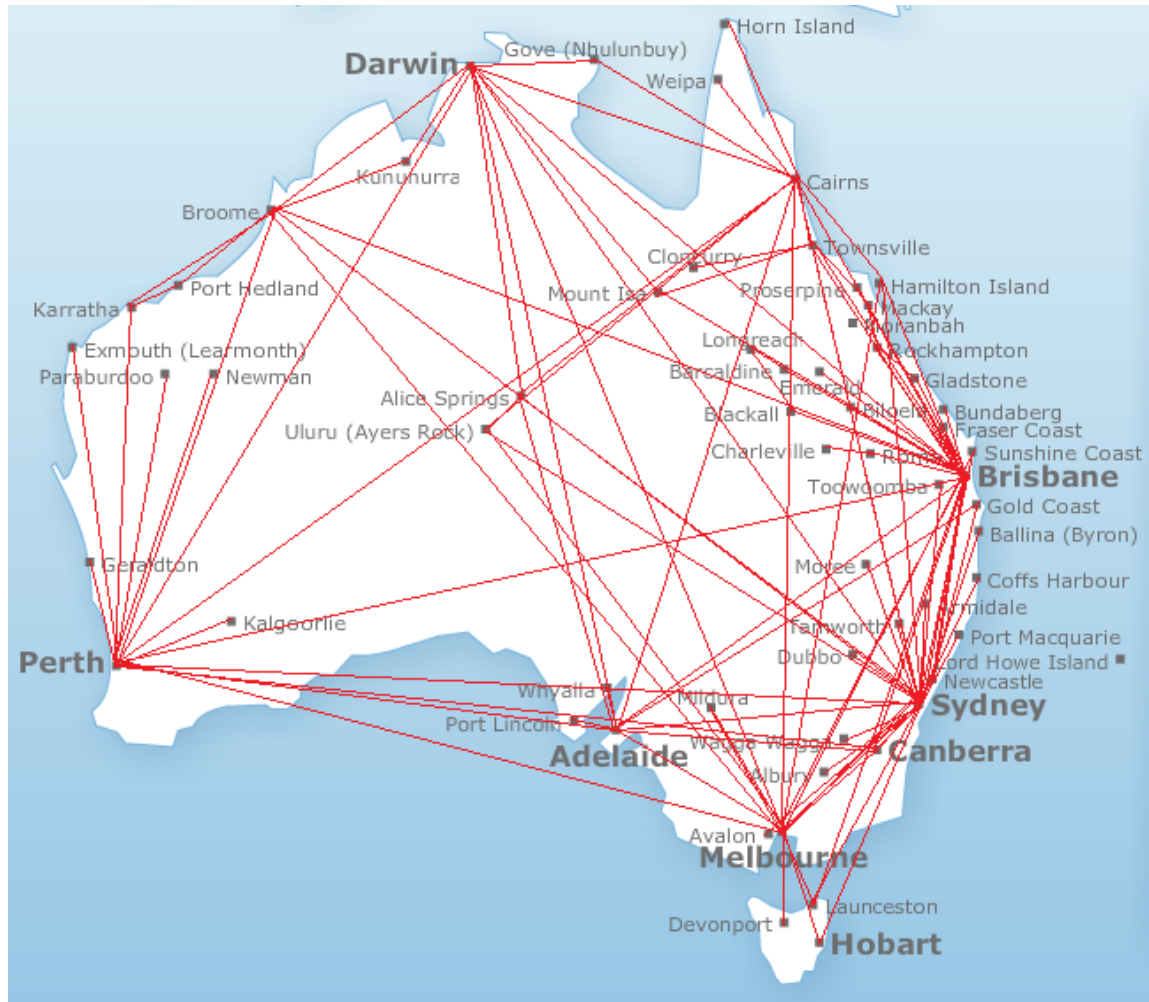 Horn Island
Gove (Nhulunbuy)
Darwin
Weipa
Kununurra
Cairns
Broome
Townsville
Cloncurry
Port Hedland
Hamilton Island
Mount Isa
Proserpine
Karratha
Mackay
Moranbah
Longreach
Exmouth (Learmonth)
Rockhampton
Paraburdoo
Newman
Barcaldine
Emerald
Gladstone
Alice Springs
Blackall
Biloela
Bundaberg
Uluru (Ayers Rock)
Fraser Coast
Charleville
Roma
Sunshine Coast
Brisbane
Toowoomba
Gold Coast
Ballina (Byron)
Geraldton
Moree
Coffs Harbour
Armidale
Kalgoorlie
Tamworth
Port Macquarie
Perth
Dubbo
Lord Howe Island
Whyalla
Newcastle
Mildura
Sydney
Port Lincoln
Wagga Wagga
Adelaide
Canberra
Albury
Avalon
Melbourne
Launceston
Devonport
Hobart